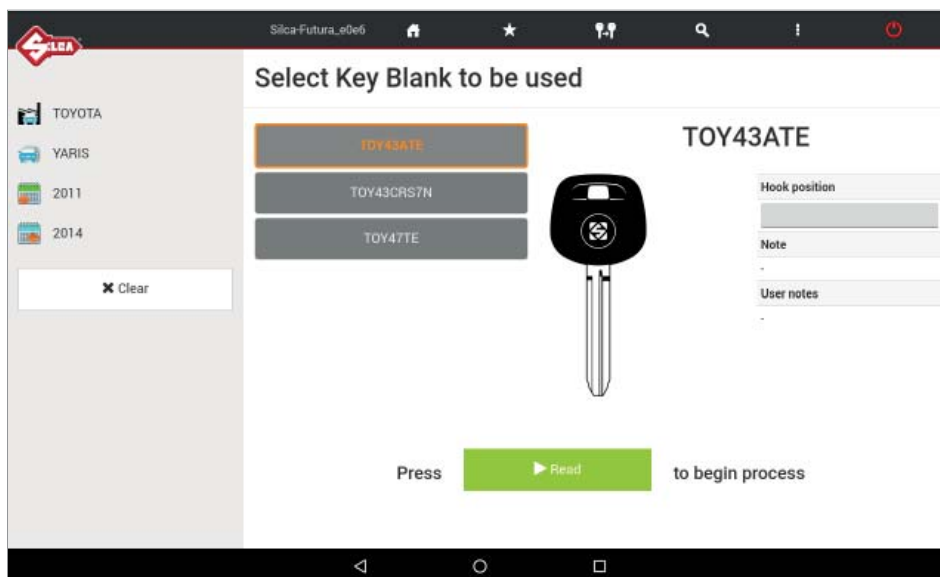 SILCA
Silca-Futura_e0e6
TOYOTA
YARIS
2011
2014
Clear
Select Key Blank to be used
TOY43ATE
TOY43CRS7N
TOY47TE
TOY43ATE
Hook position
Note
-
User notes
-
Press Read to begin process